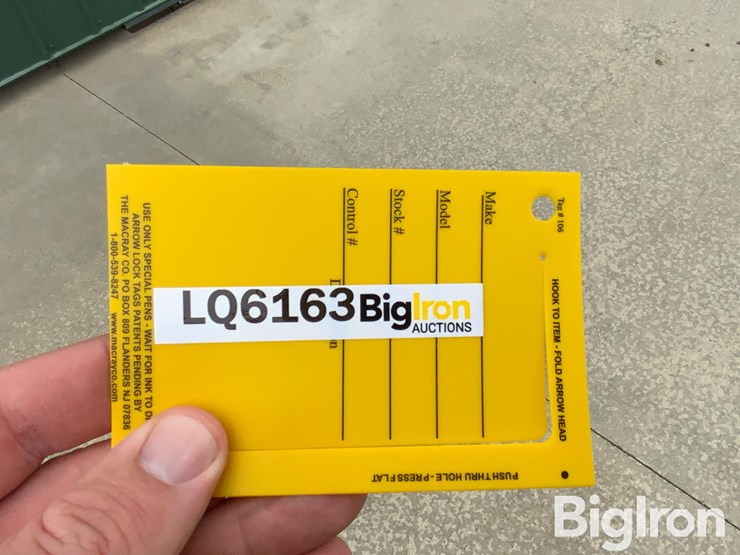 Tag # 106
HOOK TO ITEM - FOLD ARROW HEAD
Make
Model
Stock #
Control #
LQ6163 BigIron
AUCTIONS
USE ONLY SPECIAL PENS - WAIT FOR INK TO
ARROW LOCK TAGS PATENTS PENDING BY
THE MACRAY CO. PO BOX 809 FLANDERS NJ 07836
1-800-539-8247 www.macrayco.com
PUSH THRU HOLE - PRESS FLAT
BigIron